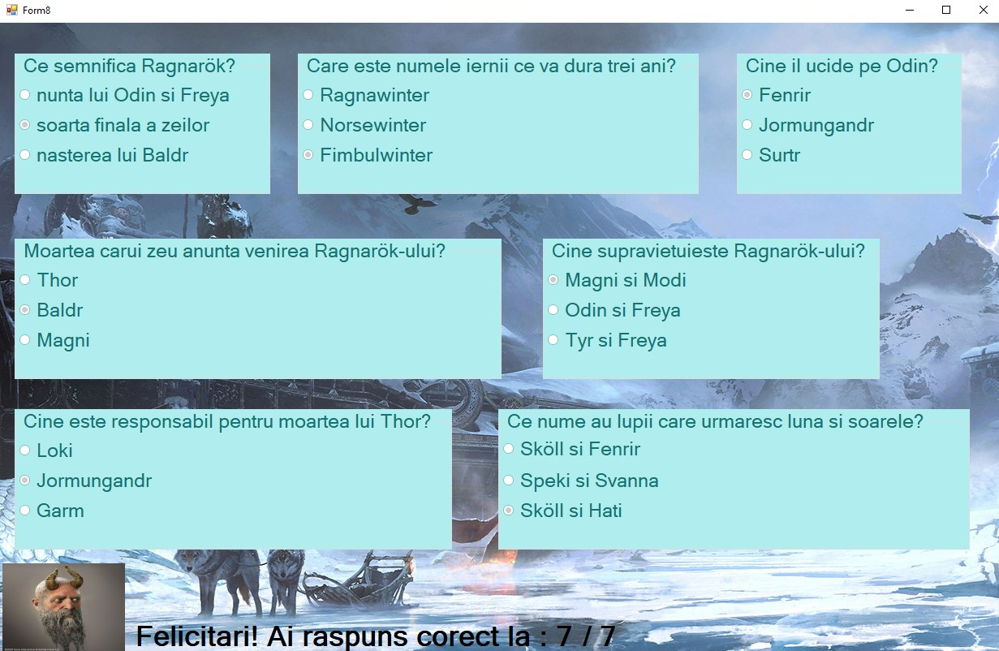 Form8
Ce semnifica Ragnarök?
nunta lui Odin si Freya
soarta finala a zeilor
nasterea lui Baldr
Care este numele iernii ce va dura trei ani?
Ragnawinter
Norsewinter
Fimbulwinter
Cine il ucide pe Odin?
Fenrir
Jormungandr
Surtr
Moartea carui zeu anunta venirea Ragnarök-ului?
Thor
Baldr
Magni
Cine supravietuieste Ragnarök-ului?
Magni si Modi
Odin si Freya
Tyr si Freya
Cine este responsabil pentru moartea lui Thor?
Loki
Jormungandr
Garm
Ce nume au lupii care urmaresc luna si soarele?
Sköll si Fenrir
Speki si Svanna
Sköll si Hati
Felicitari! Ai raspuns corect la : 7 / 7